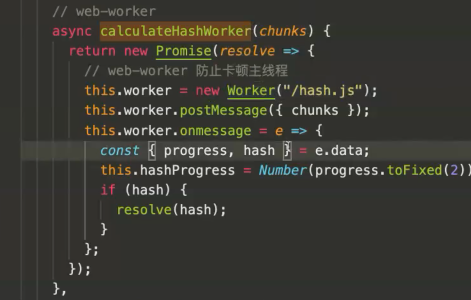 // web-worker
async calculateHashWorker(chunks) {
return new Promise(resolve => {
// web-worker 防止卡顿主线程
this.worker = new Worker("/hash.js");
this.worker.postMessage({ chunks });
this.worker.onmessage = e => {
const { progress, hash } = e.data;
this.hashProgress = Number(progress.toFixed(2))
if (hash) {
resolve(hash);
}
};
});
},